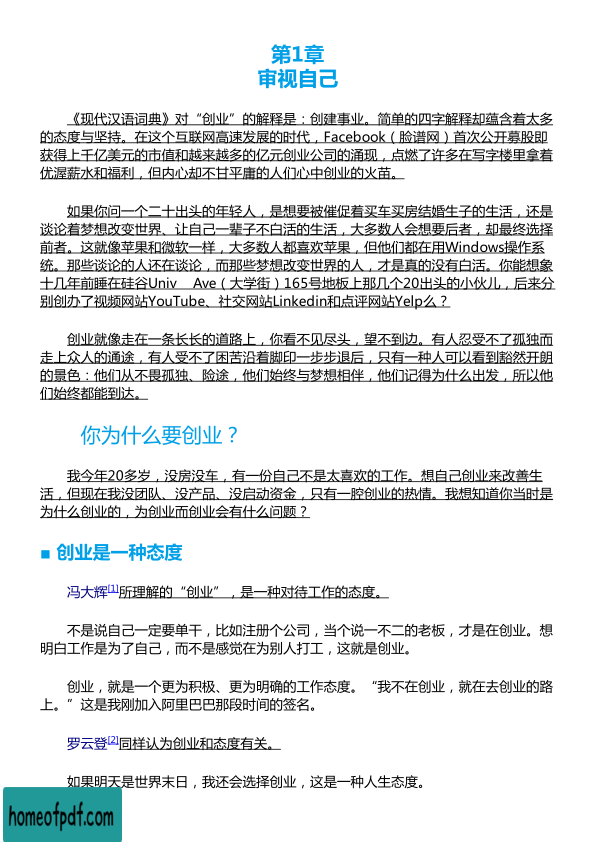 第1章
审视自己
《现代汉语词典》对“创业”的解释是：创建事业。简单的四字解释却蕴含着太多
的态度与坚持。在这个互联网高速发展的时代，Facebook（脸谱网）首次公开募股即
获得上千亿美元的市值和越来越多的亿元创业公司的涌现，点燃了许多在写字楼里拿着
优渥薪水和福利，但内心却不甘平庸的人们心中创业的火苗。
如果你问一个二十出头的年轻人，是想要被催促着买车买房结婚生子的生活，还是
谈论着梦想改变世界、让自己一辈子不白活的生活，大多数人会想要后者，却最终选择
前者。这就像苹果和微软一样，大多数人都喜欢苹果，但他们都在用Windows操作系
统。那些谈论的人还在谈论，而那些梦想改变世界的人，才是真的没有白活。你能想象
十几年前睡在硅谷Univ Ave（大学街）165号地板上那几个20出头的小伙儿，后来分
别创办了视频网站YouTube、社交网站Linkedin和点评网站Yelp么？
创业就像走在一条长长的道路上，你看不见尽头，望不到边。有人忍受不了孤独而
走上众人的通途，有人受不了困苦沿着脚印一步步退后，只有一种人可以看到豁然开朗
的景色：他们从不畏孤独、险途，他们始终与梦想相伴，他们记得为什么出发，所以他
们始终都能到达。
你为什么要创业？
我今年20多岁，没房没车，有一份自己不是太喜欢的工作。想自己创业来改善生
活，但现在我没团队、没产品、没启动资金，只有一腔创业的热情。我想知道你当时是
为什么创业的，为创业而创业会有什么问题？
■ 创业是一种态度
冯大辉[1]所理解的“创业”，是一种对待工作的态度。
不是说自己一定要单干，比如注册个公司，当个说一不二的老板，才是在创业。想
明白工作是为了自己，而不是感觉在为别人打工，这就是创业。
创业，就是一个更为积极、更为明确的工作态度。“我不在创业，就在去创业的路
上。”这是我刚加入阿里巴巴那段时间的签名。
罗云登[2]同样认为创业和态度有关。
如果明天是世界末日，我还会选择创业，这是一种人生态度。
homeofpdf.com